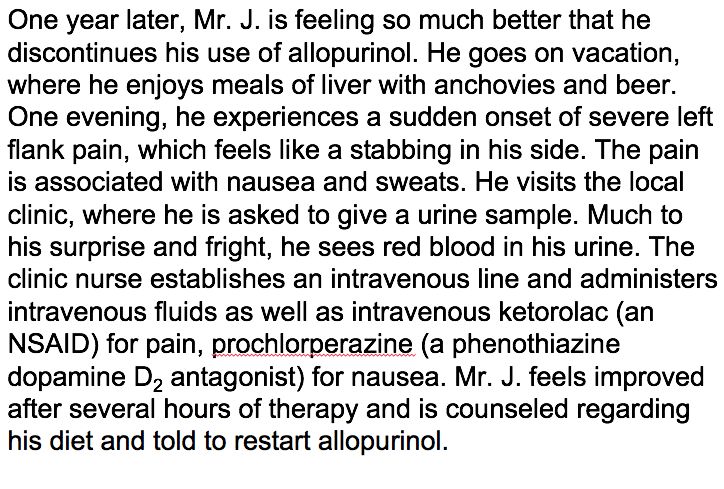 One year later, Mr. J. is feeling so much better that he
discontinues his use of allopurinol. He goes on vacation,
where he enjoys meals of liver with anchovies and beer.
One evening, he experiences a sudden onset of severe left
flank pain, which feels like a stabbing in his side. The pain
is associated with nausea and sweats. He visits the local
clinic, where he is asked to give a urine sample. Much to
his surprise and fright, he sees red blood in his urine. The
clinic nurse establishes an intravenous line and administers
intravenous fluids as well as intravenous ketorolac (an
NSAID) for pain, prochlorperazine (a phenothiazine
dopamine D₂ antagonist) for nausea. Mr. J. feels improved
after several hours of therapy and is counseled regarding
his diet and told to restart allopurinol.